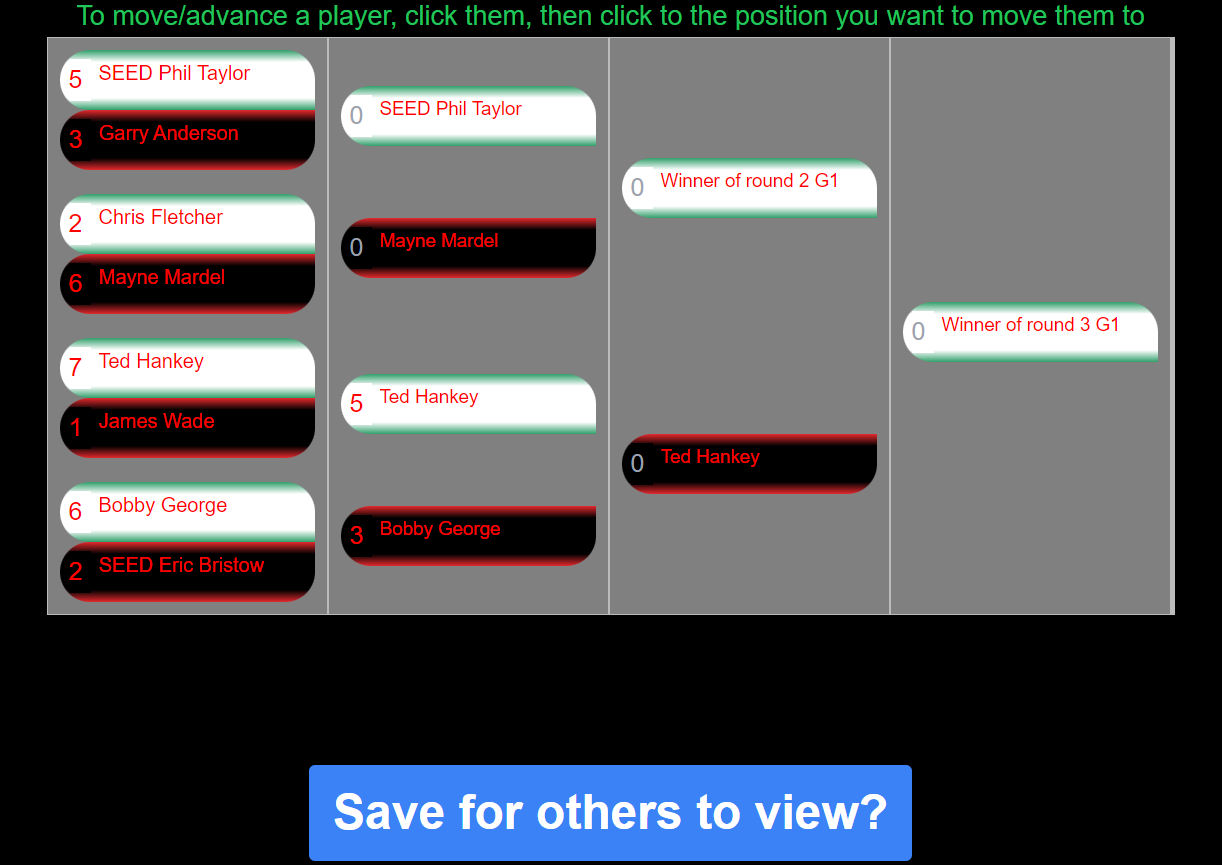 To move/advance a player, click them, then click to the position you want to move them to
5 SEED Phil Taylor
3 Garry Anderson
2 Chris Fletcher
6 Mayne Mardel
7 Ted Hankey
1 James Wade
6 Bobby George
2 SEED Eric Bristow
0 SEED Phil Taylor
0 Mayne Mardel
5 Ted Hankey
3 Bobby George
0 Winner of round 2 G1
0 Ted Hankey
0 Winner of round 3 G1
Save for others to view?